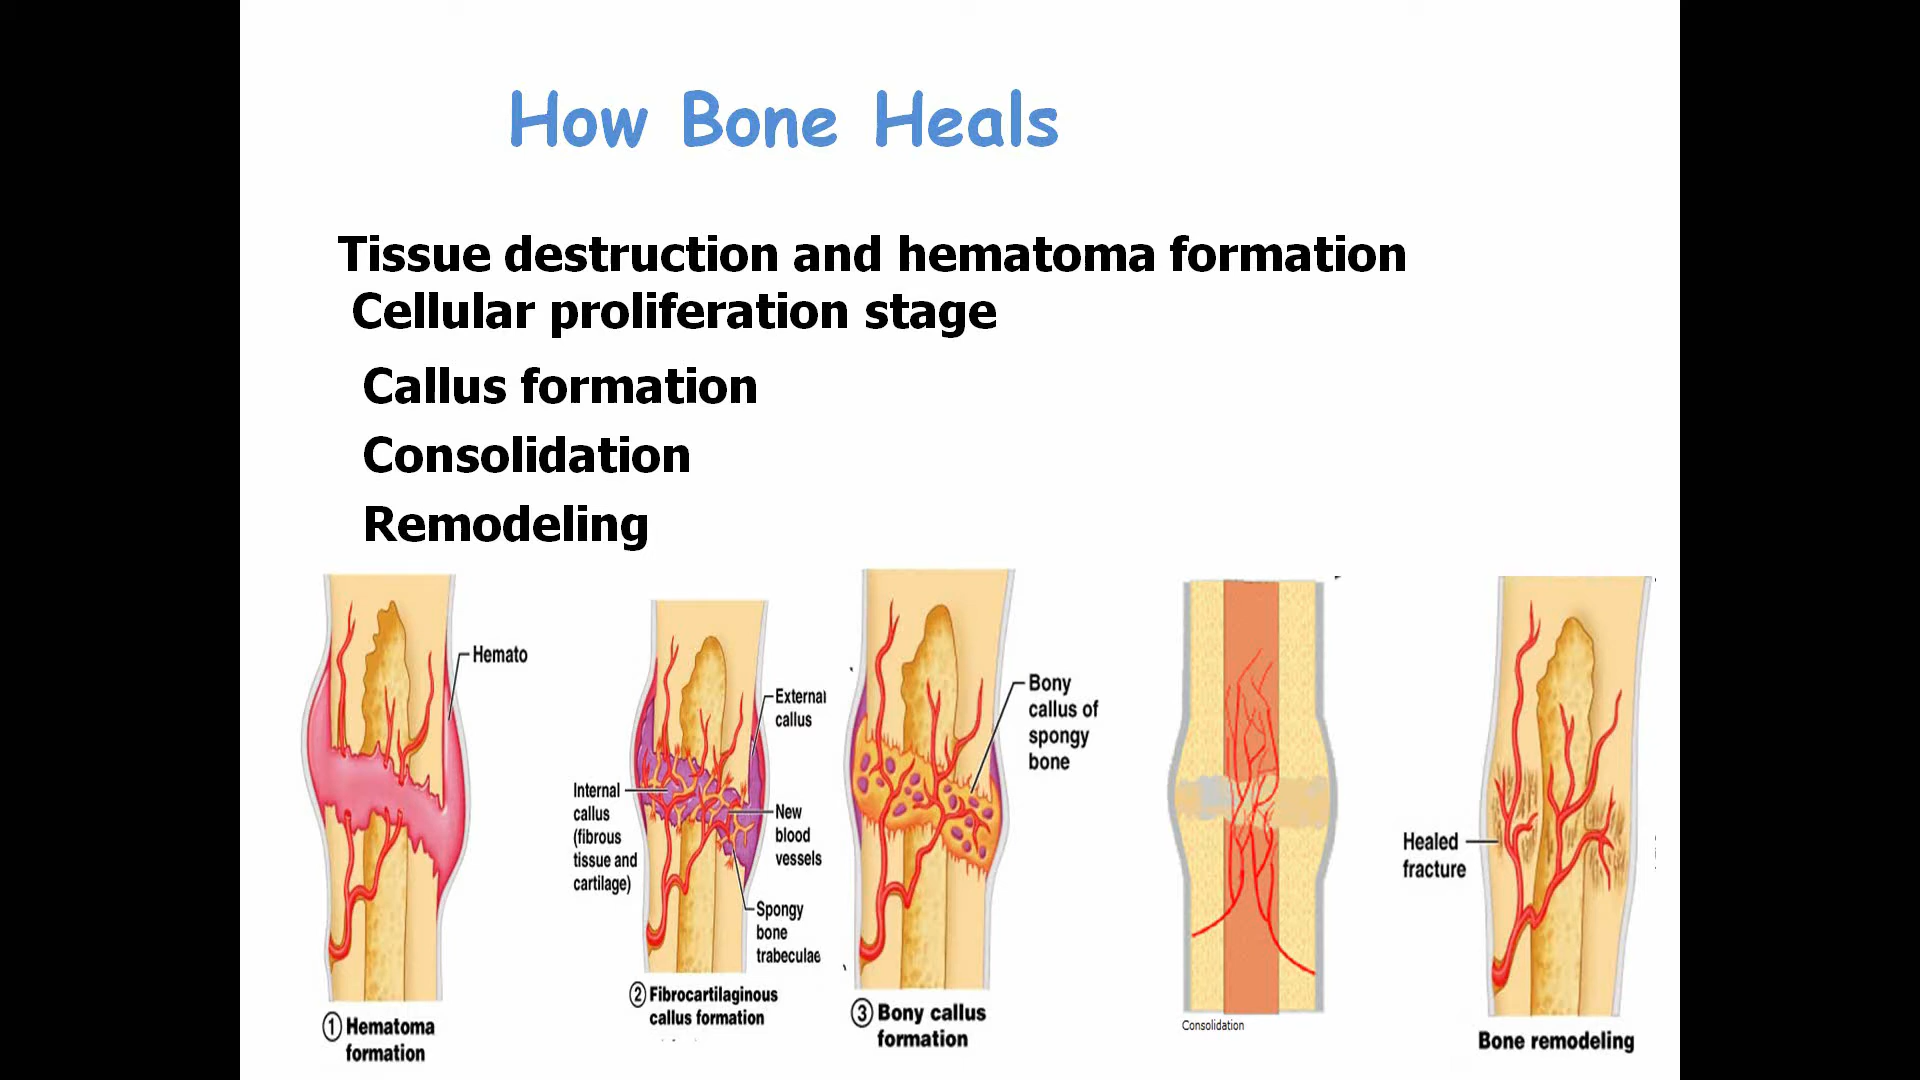 How Bone Heals
Tissue destruction and hematoma formation
Cellular proliferation stage
Callus formation
Consolidation
Remodeling
Hemato
① Hematoma
formation
External
callus
Internal
callus
(fibrous
tissue and
cartilage)
New
blood
vessels
Spongy
bone
trabeculae
② Fibrocartilaginous
callus formation
Bony
callus of
spongy
bone
③ Bony callus
formation
Consolidation
Healed
fracture
Bone remodeling